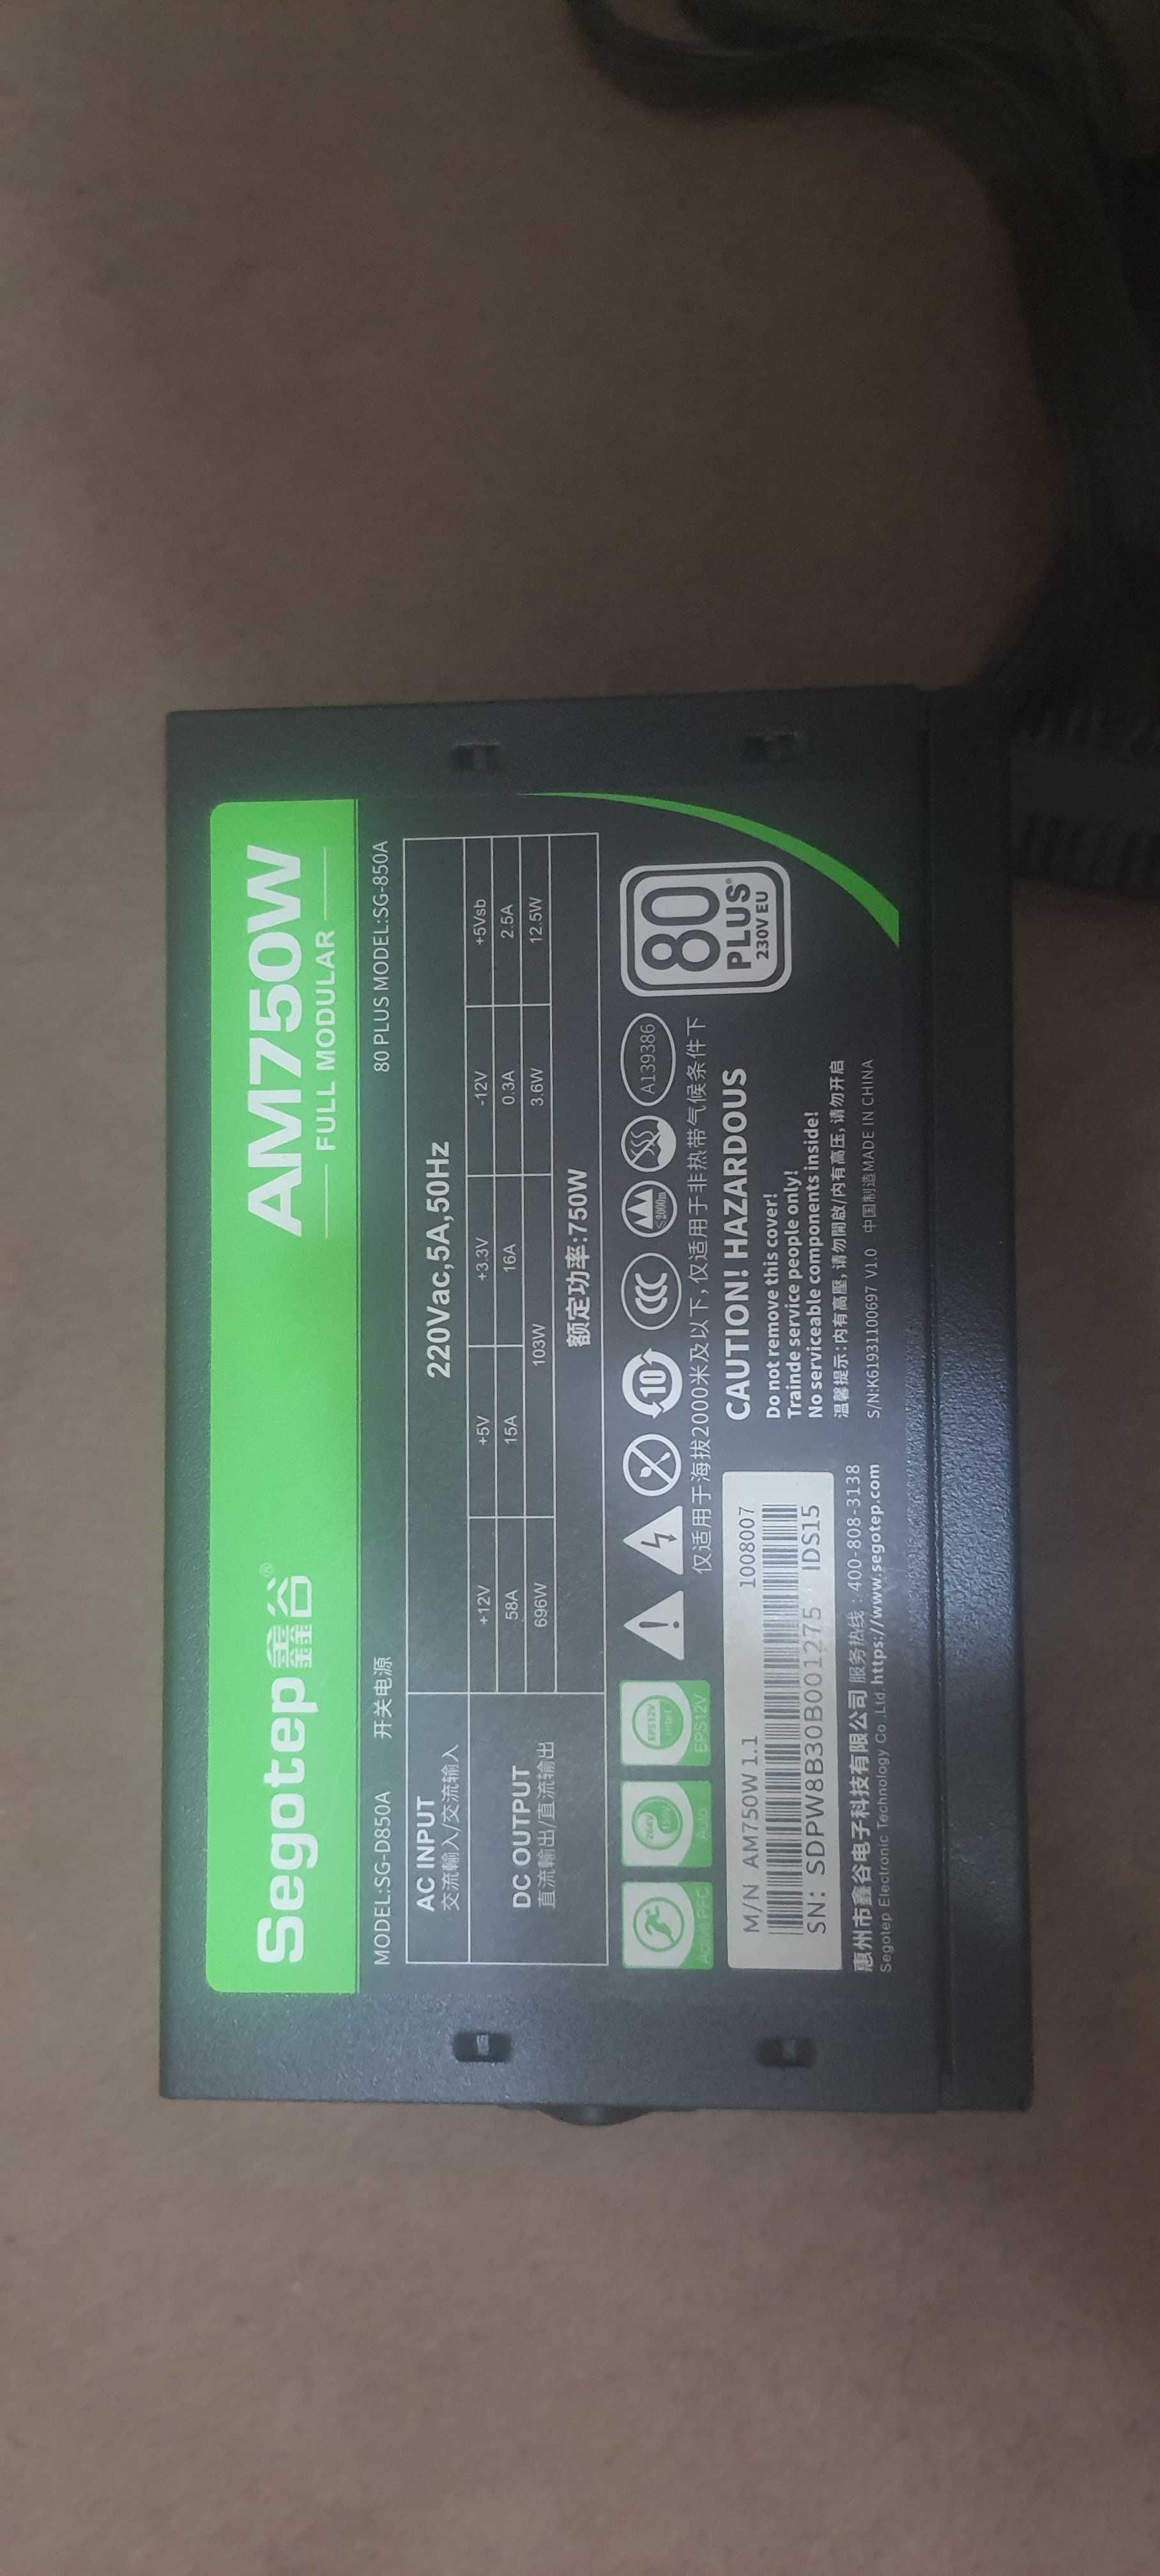 Segotep鑫谷®
AM750W
FULL MODULAR
MODEL:SG-D850A 开关电源 80 PLUS MODEL:SG-850A
AC INPUT
交流輸入/交流输入
220Vac,5A,50Hz
DC OUTPUT
直流輸出/直流输出
+12V +5V +3.3V -12V +5Vsb
58A 15A 16A 0.3A 2.5A
696W 103W 3.6W 12.5W
额定功率:750W
Active PFC
264V
Auto
EPS12V
EPS12V
10
CCC
≤2000m
A139386
80
PLUS®
230V EU
仅适用于海拔2000米及以下,仅适用于非热带气候条件下
M/N AM750W 1.1 1008007
SN: SDPW8B30B001275 IDS15
CAUTION! HAZARDOUS
Do not remove this cover!
Trainde service people only!
No serviceable components inside!
温馨提示:内有高壓,请勿開啟/内有高压,请勿开启
S/N:K61931100697 V1.0 中国制造MADE IN CHINA
惠州市鑫谷电子科技有限公司 服务热线:400-808-3138
Segotep Electronic Technology Co .,Ltd. https://www.segotep.com